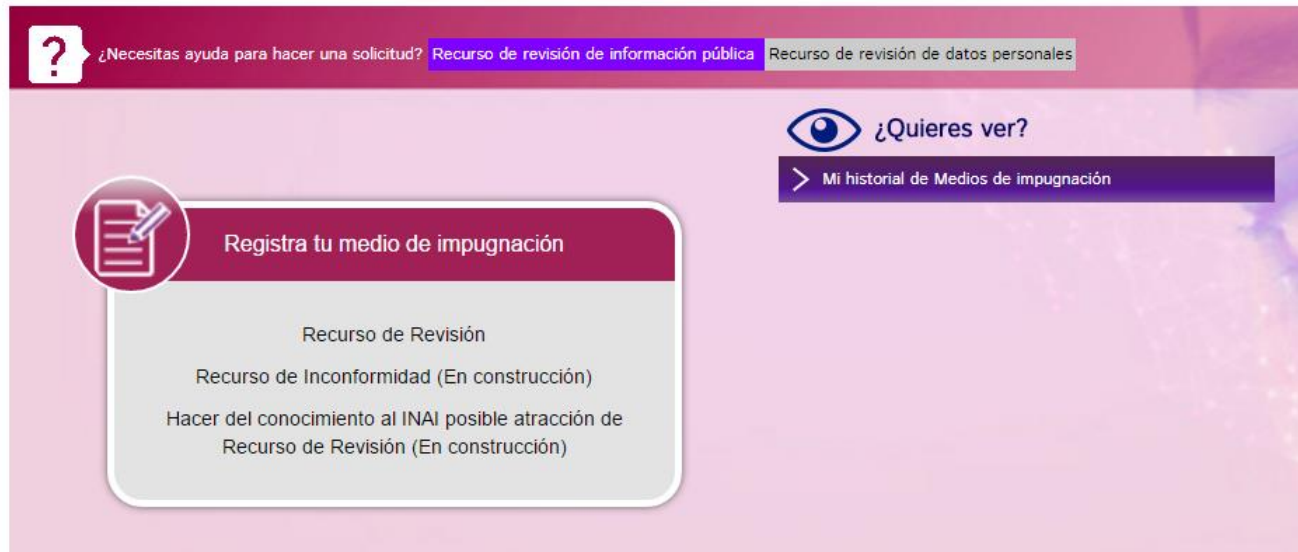 ¿Necesitas ayuda para hacer una solicitud? Recurso de revisión de información pública Recurso de revisión de datos personales
¿Quieres ver?
Mi historial de Medios de impugnación
Registra tu medio de impugnación
Recurso de Revisión
Recurso de Inconformidad (En construcción)
Hacer del conocimiento al INAI posible atracción de
Recurso de Revisión (En construcción)